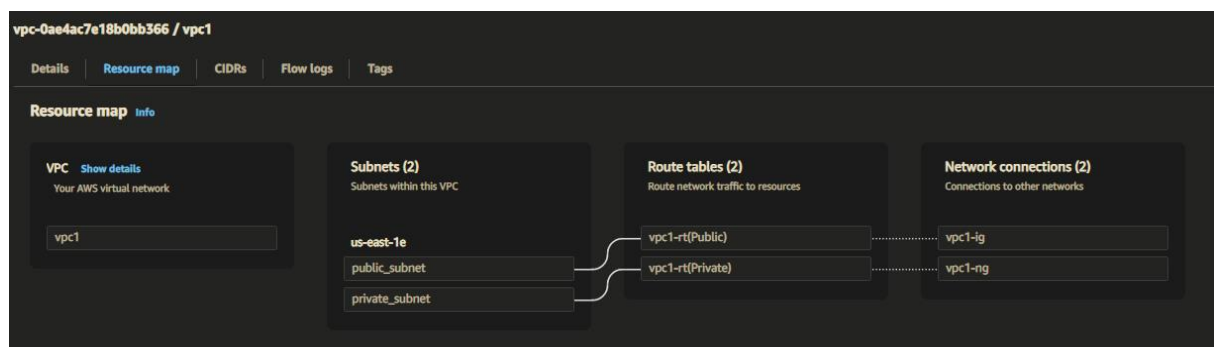 vpc-0ae4ac7e18b0bb366 / vpc1
Details
Resource map
CIDRs
Flow logs
Tags
Resource map Info
VPC Show details
Your AWS virtual network
vpc1
Subnets (2)
Subnets within this VPC
us-east-1e
public_subnet
private_subnet
Route tables (2)
Route network traffic to resources
vpc1-rt(Public)
vpc1-rt(Private)
Network connections (2)
Connections to other networks
vpc1-ig
vpc1-ng